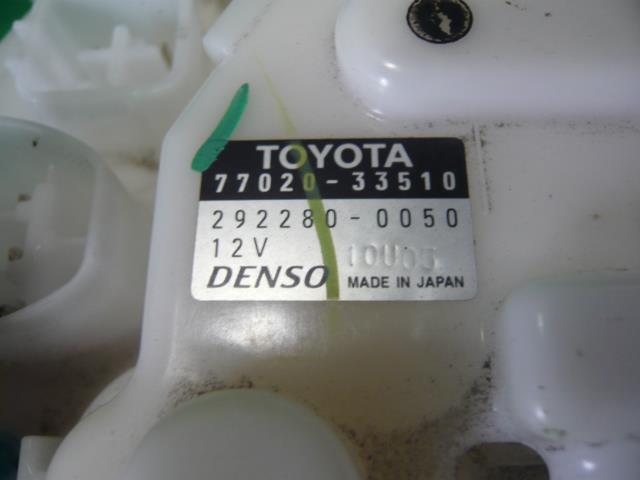 TOYOTA
77020-33510
292280-0050
12V 10U05
DENSO MADE IN JAPAN